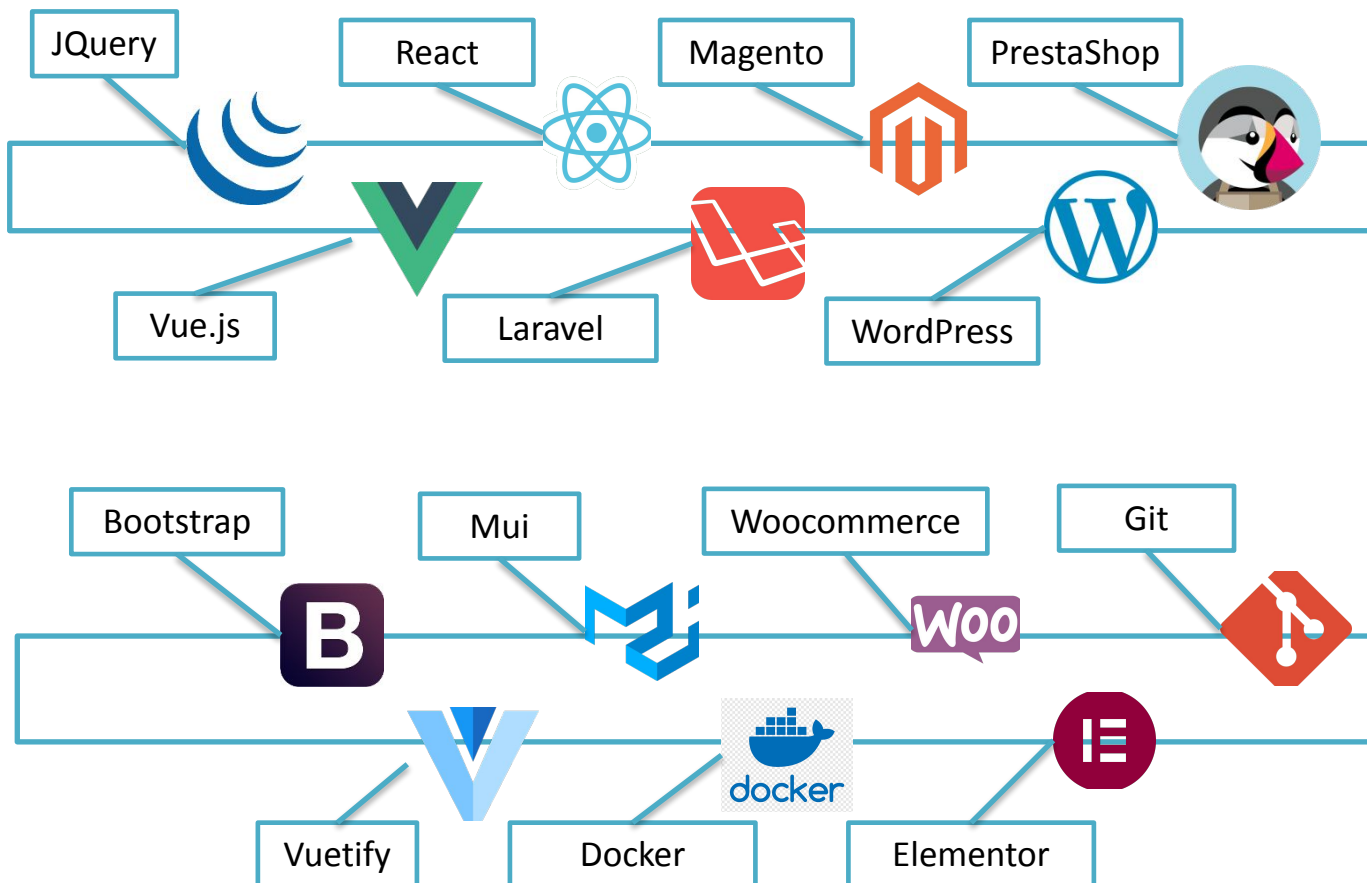 JQuery
React
Magento
PrestaShop
Vue.js
Laravel
WordPress
Bootstrap
Mui
Woocommerce
Git
B
WOO
docker
Vuetify
Docker
Elementor